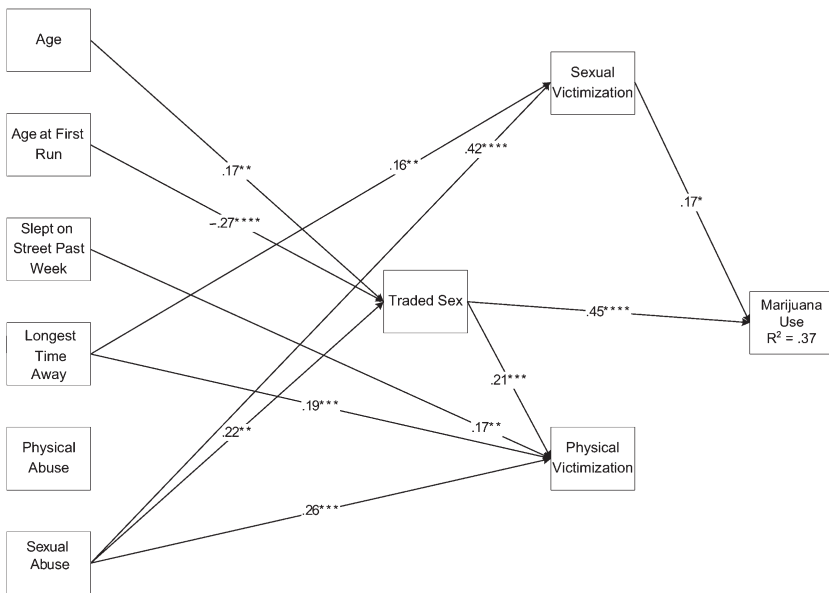 Age
Age at First
Run
Slept on
Street Past
Week
Longest
Time
Away
Physical
Abuse
Sexual
Abuse
.17**
-.27****
.16**
.42****
.19***
.22**
.26***
Traded Sex
Sexual
Victimization
.17*
.45****
.21***
.17**
Physical
Victimization
Marijuana
Use
R² = .37